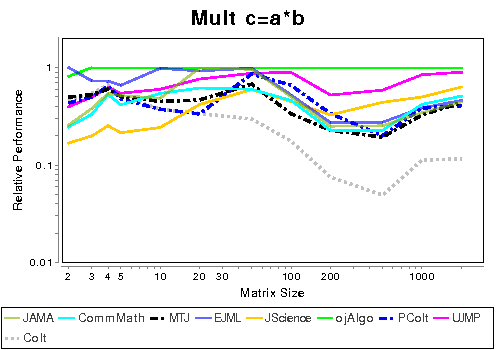 Mult c=a*b
Relative Performance
1
0.1
0.01
2 3 4 5 10 20 30 100 200 1000
Matrix Size
JAMA CommMath MTJ EJML JScience ojAlgo PColt UJMP
Colt